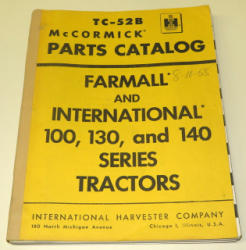 TC-52B
McCORMICK®
PARTS CATALOG
FARMALL®
AND
INTERNATIONAL®
100, 130, and 140
SERIES
TRACTORS
INTERNATIONAL HARVESTER COMPANY
180 North Michigan Avenue Chicago 1, Illinois, U.S.A.